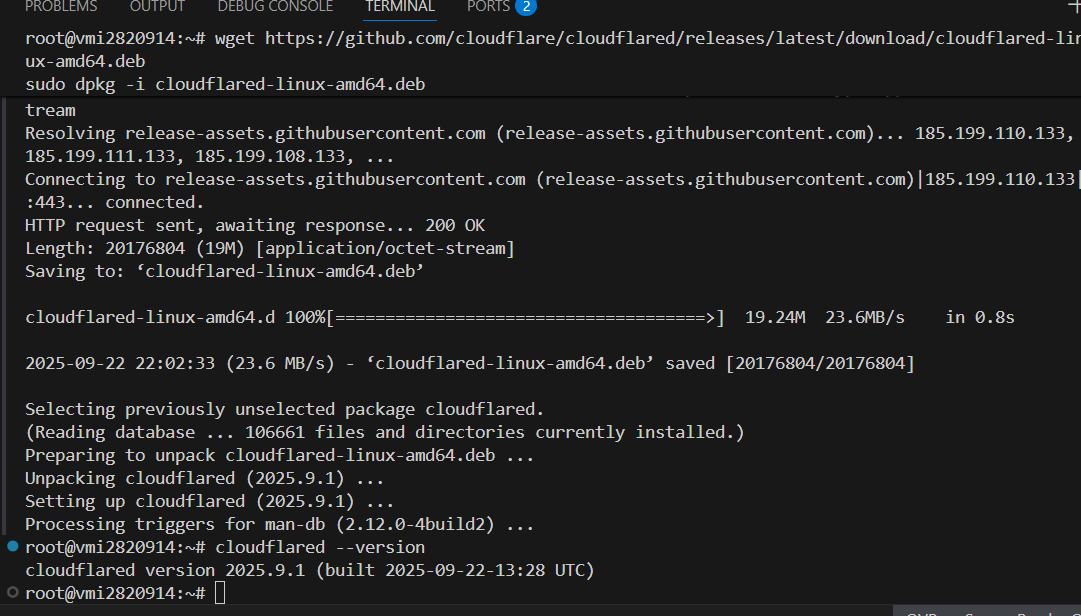 PROBLEMS OUTPUT DEBUG CONSOLE TERMINAL PORTS 2
root@vmi2820914:~# wget https://github.com/cloudflare/cloudflared/releases/latest/download/cloudflared-lin
ux-amd64.deb
sudo dpkg -i cloudflared-linux-amd64.deb
tream
Resolving release-assets.githubusercontent.com (release-assets.githubusercontent.com)... 185.199.110.133,
185.199.111.133, 185.199.108.133, ...
Connecting to release-assets.githubusercontent.com (release-assets.githubusercontent.com)|185.199.110.133|
:443... connected.
HTTP request sent, awaiting response... 200 OK
Length: 20176804 (19M) [application/octet-stream]
Saving to: ‘cloudflared-linux-amd64.deb’
cloudflared-linux-amd64.d 100%[=====================================>] 19.24M 23.6MB/s in 0.8s
2025-09-22 22:02:33 (23.6 MB/s) - ‘cloudflared-linux-amd64.deb’ saved [20176804/20176804]
Selecting previously unselected package cloudflared.
(Reading database ... 106661 files and directories currently installed.)
Preparing to unpack cloudflared-linux-amd64.deb ...
Unpacking cloudflared (2025.9.1) ...
Setting up cloudflared (2025.9.1) ...
Processing triggers for man-db (2.12.0-4build2) ...
root@vmi2820914:~# cloudflared --version
cloudflared version 2025.9.1 (built 2025-09-22-13:28 UTC)
root@vmi2820914:~#